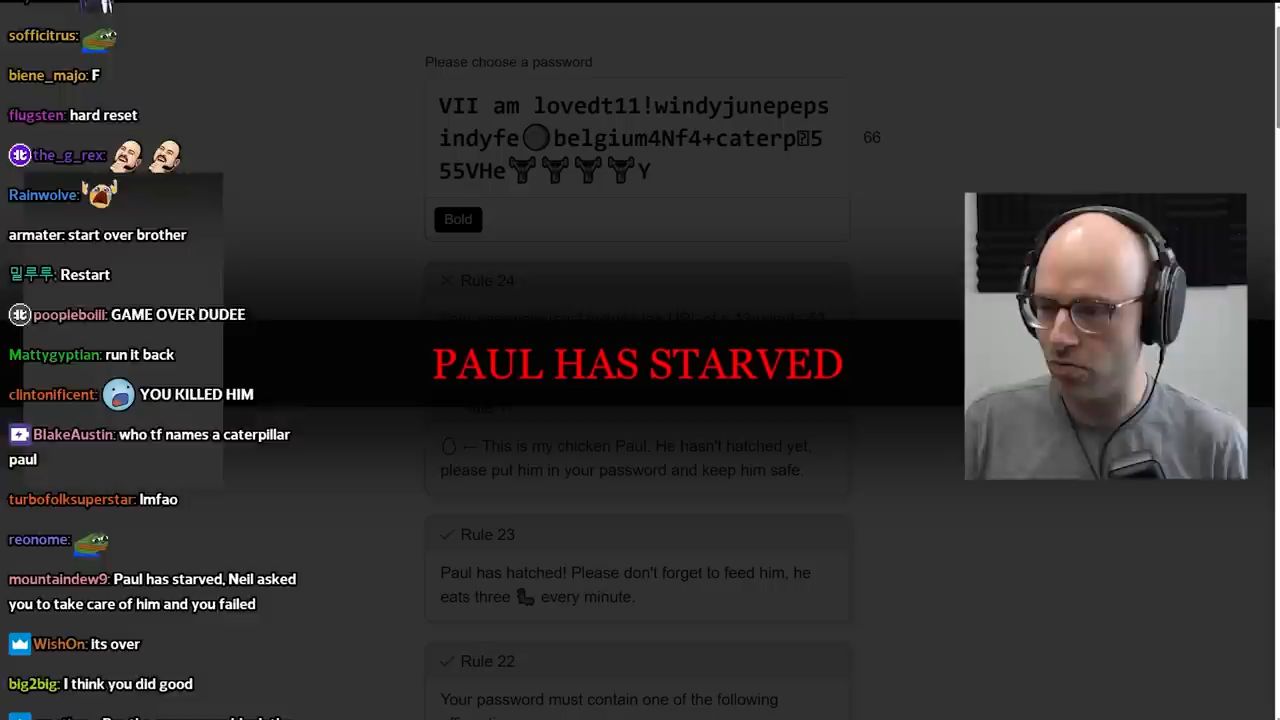 sofficitrus:
biene_majo: F
flugsten: hard reset
the_g_rex:
Rainwolve:
armater: start over brother
밀루루: Restart
poopleboill: GAME OVER DUDEE
Mattygyptian: run it back
clintonificent: YOU KILLED HIM
BlakeAustin: who tf names a caterpillar
paul
turbofolksuperstar: lmfao
reonome:
mountaindew9: Paul has starved, Neil asked
you to take care of him and you failed
WishOn: its over
big2big: I think you did good
Please choose a password
VII am lovedt11!windyjunepeps
indyfe🌕belgium4Nf4+caterp5
55VHe🏋️🏋️🏋️🏋️Y
66
Bold
Rule 24
PAUL HAS STARVED
🥚 ← This is my chicken Paul. He hasn't hatched yet,
please put him in your password and keep him safe.
✓ Rule 23
Paul has hatched! Please don't forget to feed him, he
eats three 🐛 every minute.
✓ Rule 22
Your password must contain one of the following